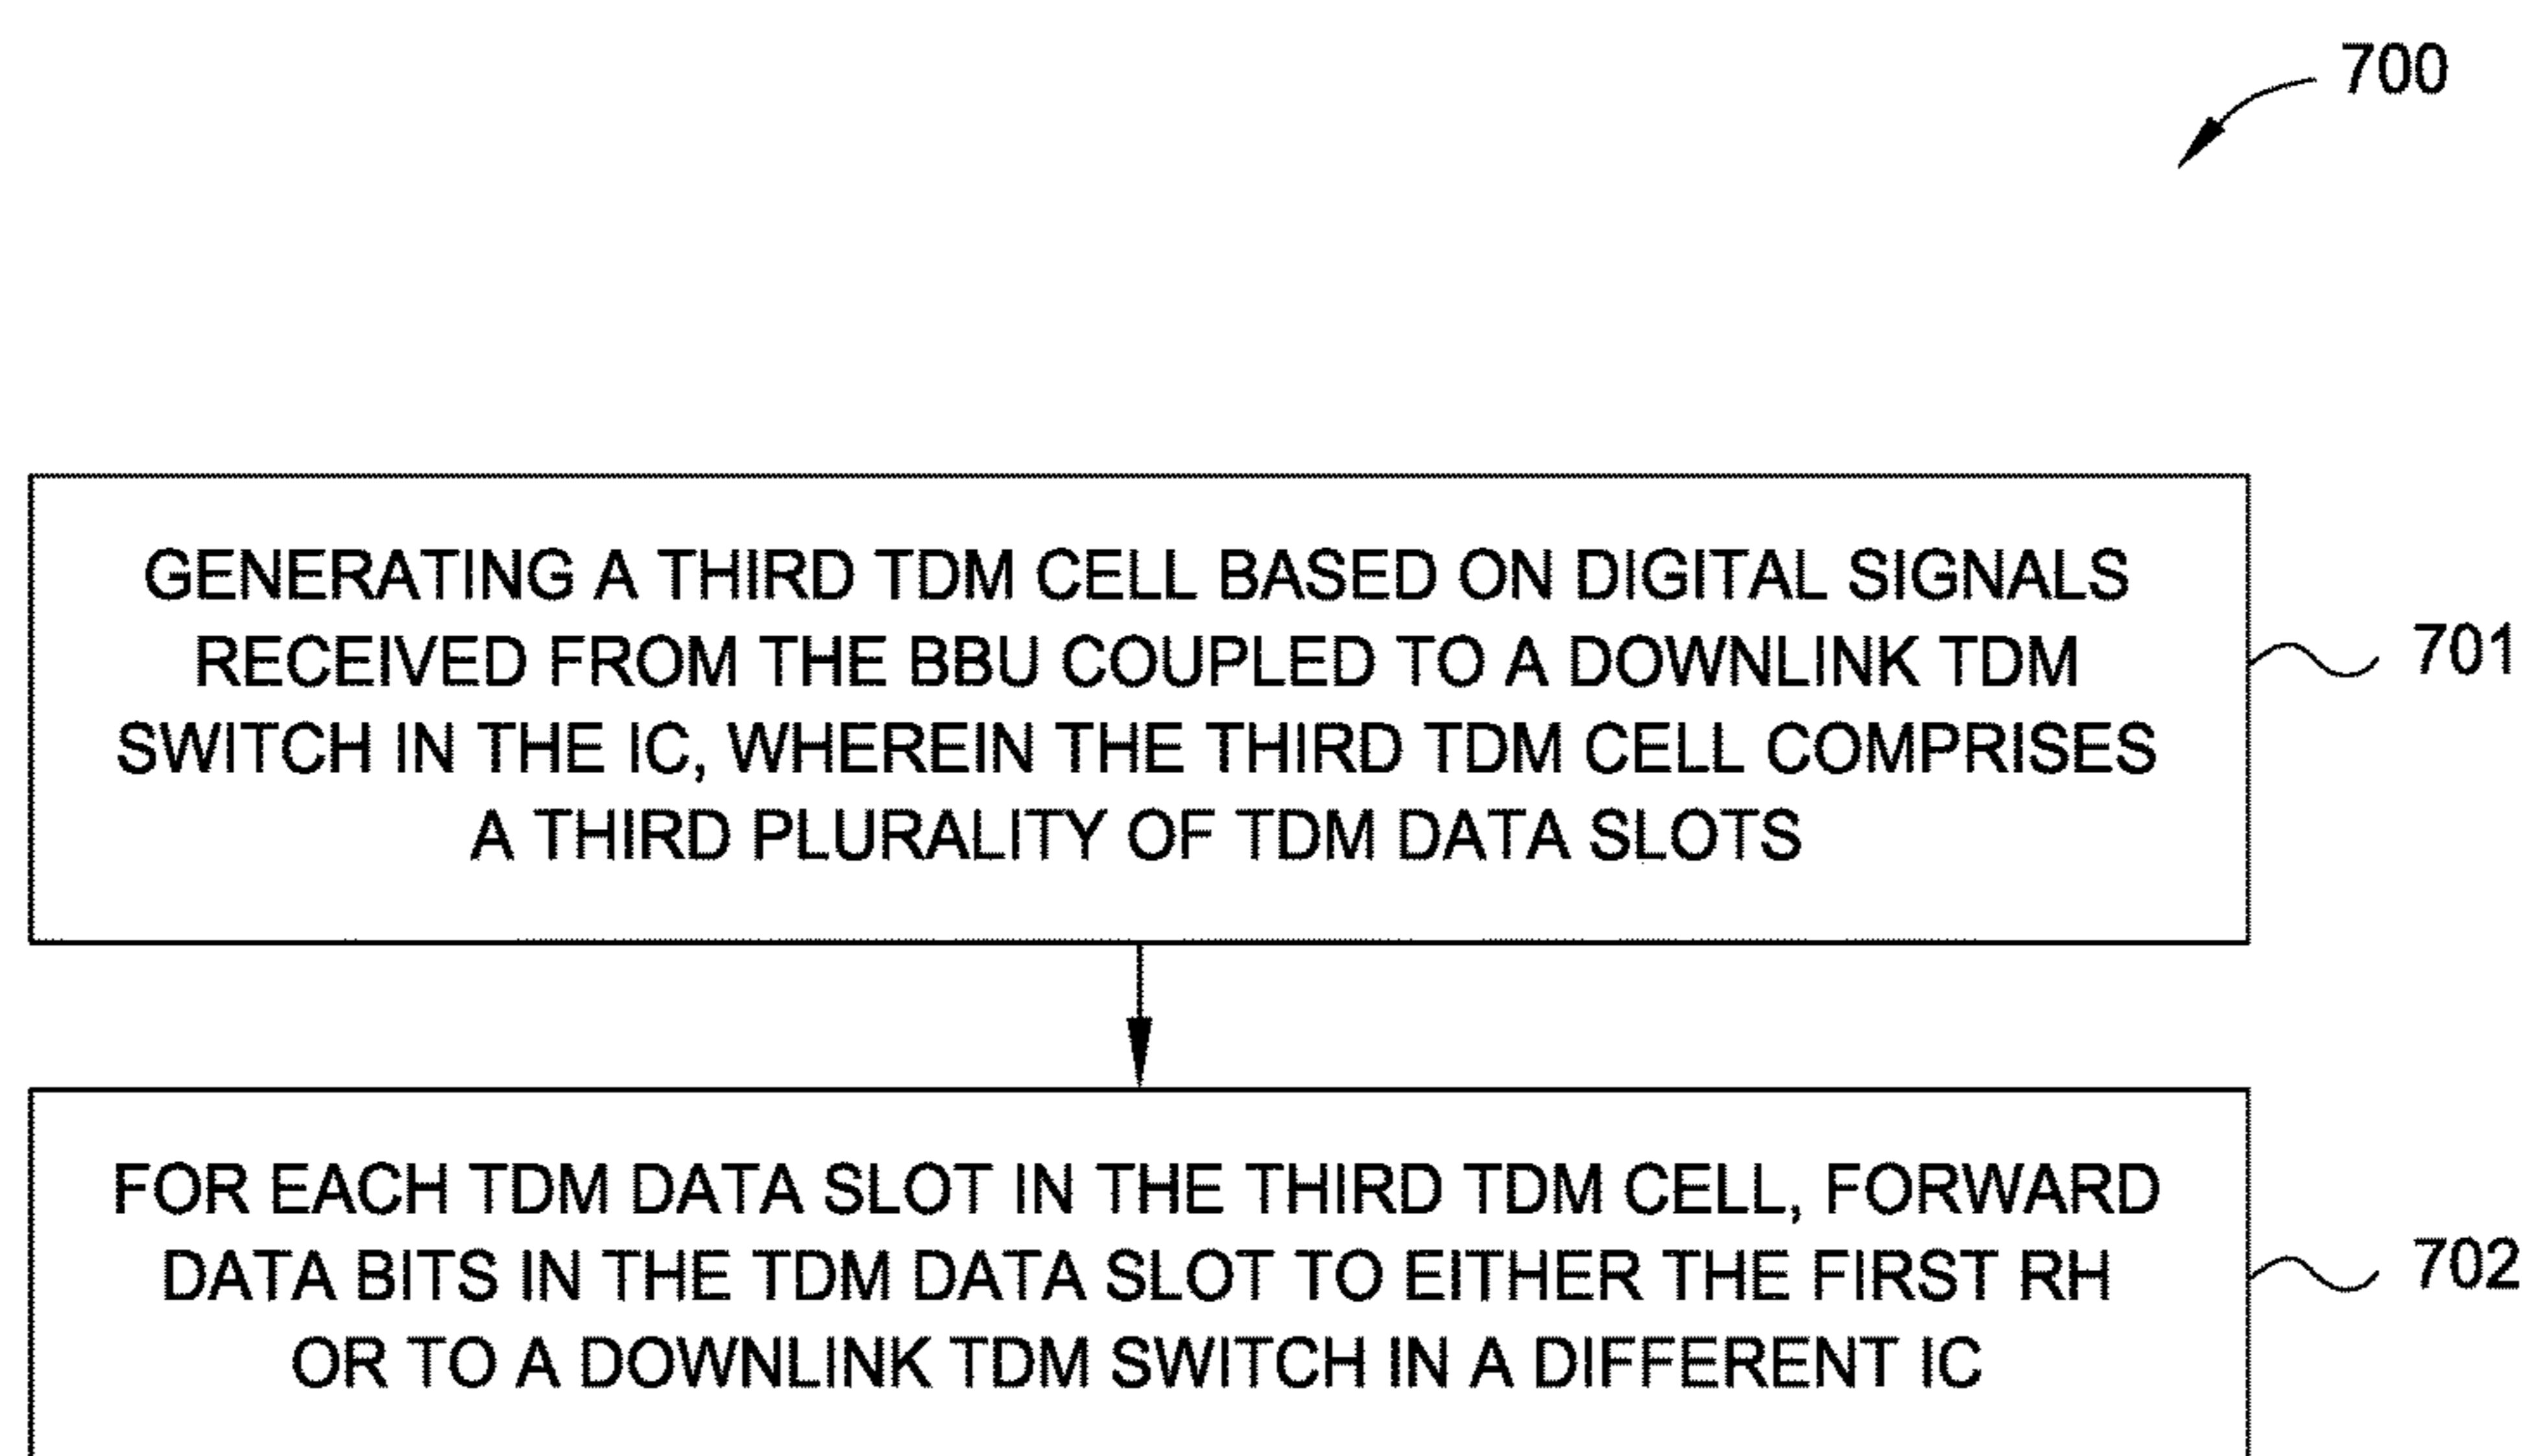 700
GENERATING A THIRD TDM CELL BASED ON DIGITAL SIGNALS
RECEIVED FROM THE BBU COUPLED TO A DOWNLINK TDM
SWITCH IN THE IC, WHEREIN THE THIRD TDM CELL COMPRISES
A THIRD PLURALITY OF TDM DATA SLOTS
701
FOR EACH TDM DATA SLOT IN THE THIRD TDM CELL, FORWARD
DATA BITS IN THE TDM DATA SLOT TO EITHER THE FIRST RH
OR TO A DOWNLINK TDM SWITCH IN A DIFFERENT IC
702